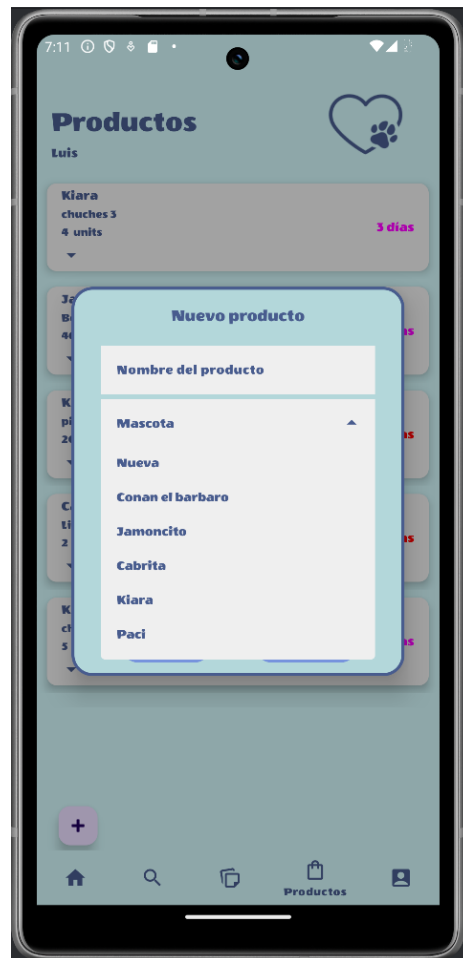 7:11
Productos
Luis
Kiara
chuches 3
4 units
3 días
Nuevo producto
Nombre del producto
Mascota
Nueva
Conan el barbaro
Jamoncito
Cabrita
Kiara
Paci
Productos